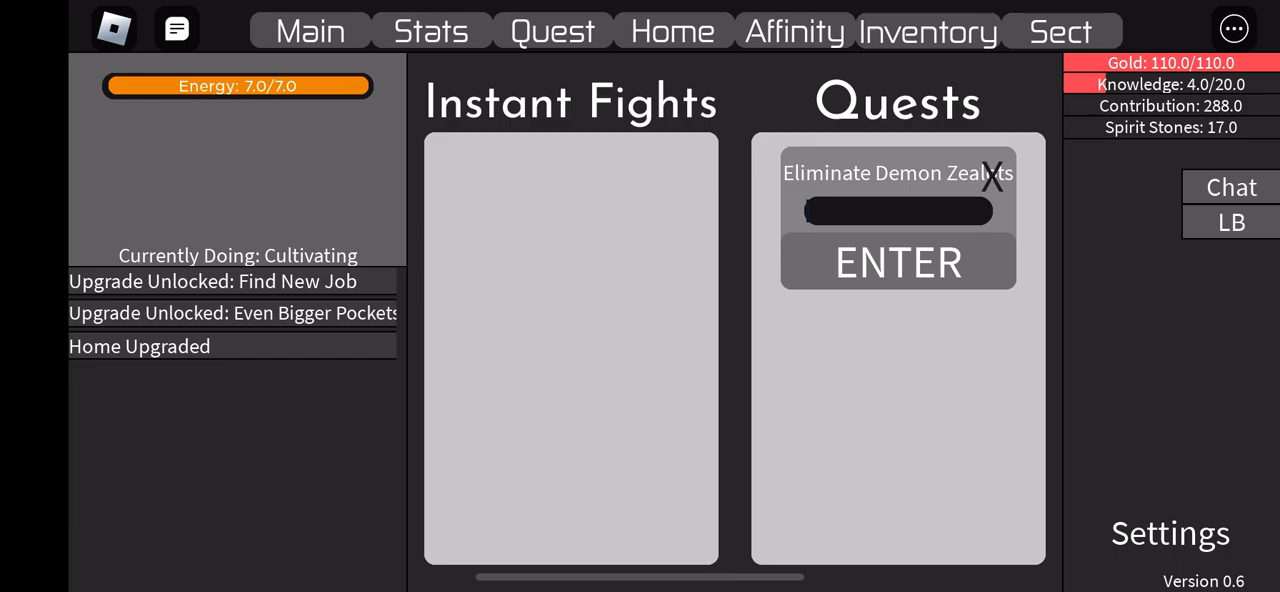 Main Stats Quest Home Affinity Inventory Sect
Energy: 7.0/7.0
Currently Doing: Cultivating
Upgrade Unlocked: Find New Job
Upgrade Unlocked: Even Bigger Pockets
Home Upgraded
Instant Fights
Quests
Eliminate Demon Zealots
X
ENTER
Gold: 110.0/110.0
Knowledge: 4.0/20.0
Contribution: 288.0
Spirit Stones: 17.0
Chat
LB
Settings
Version 0.6